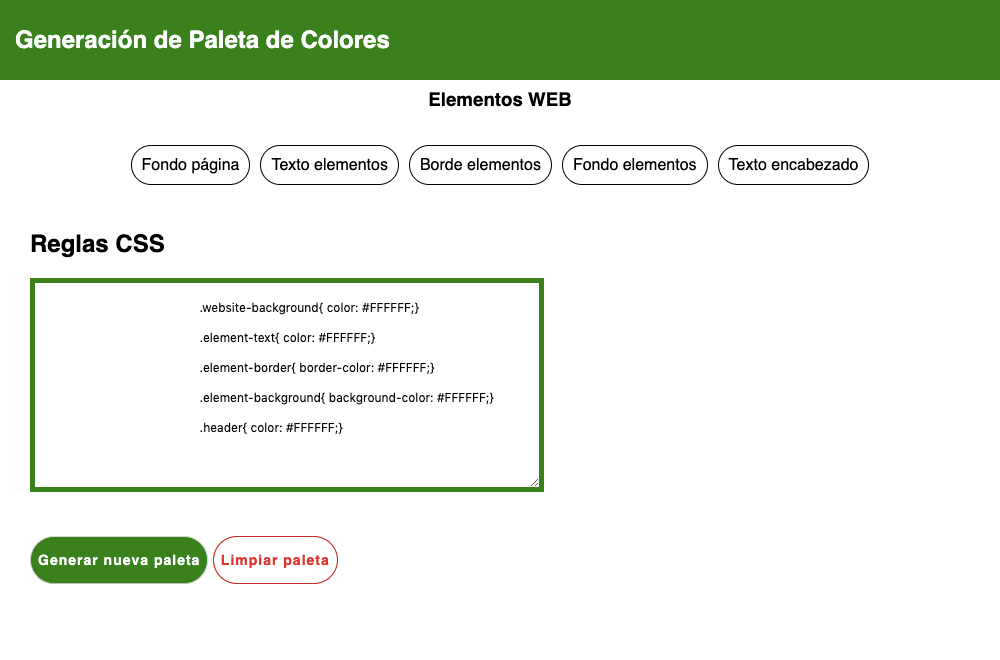 Generación de Paleta de Colores
Elementos WEB
Fondo página
Texto elementos
Borde elementos
Fondo elementos
Texto encabezado
Reglas CSS
.website-background{ color: #FFFFFF;}
.element-text{ color: #FFFFFF;}
.element-border{ border-color: #FFFFFF;}
.element-background{ background-color: #FFFFFF;}
.header{ color: #FFFFFF;}
Generar nueva paleta
Limpiar paleta